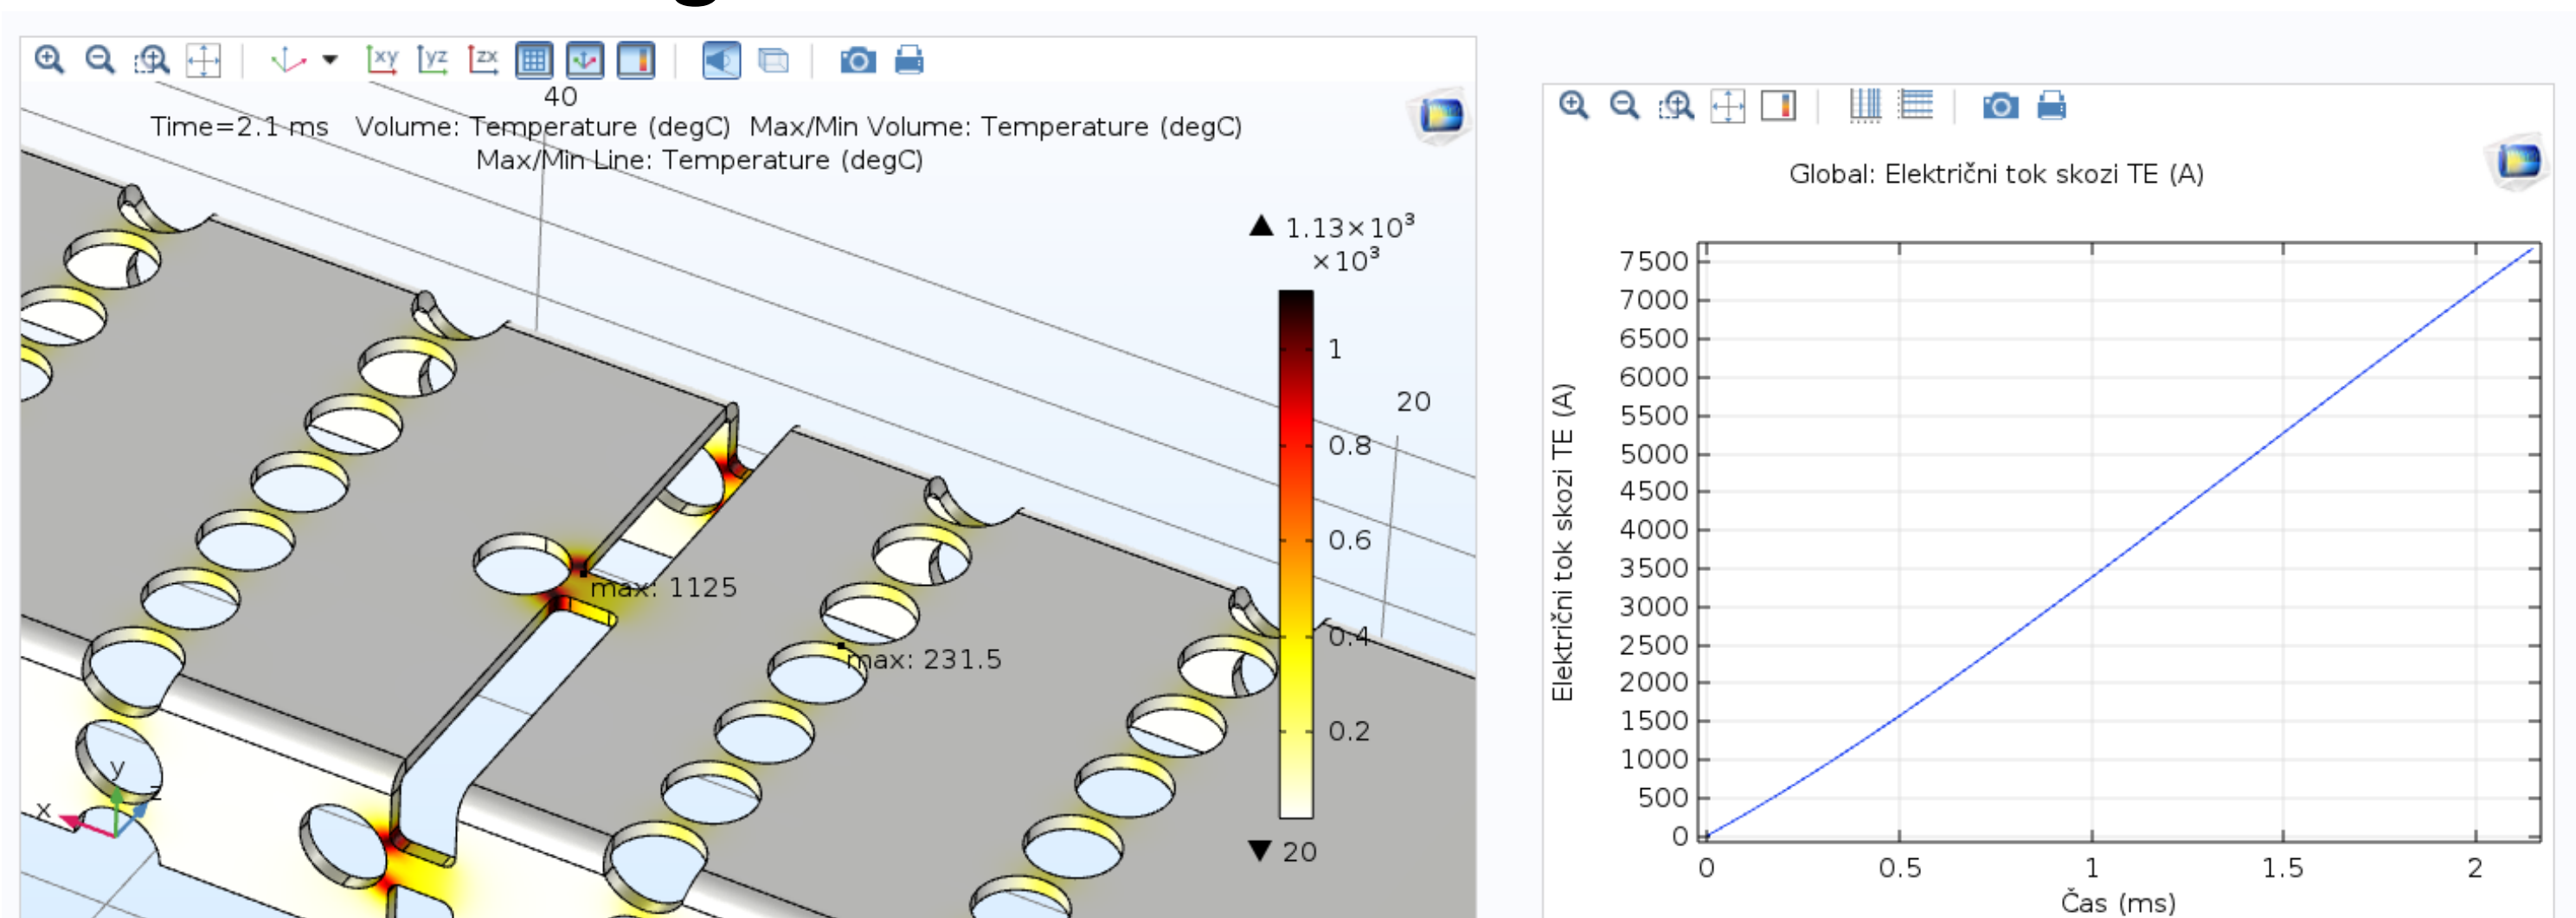 xy yz zx
40
Time=2.1 ms Volume: Temperature (degC) Max/Min Volume: Temperature (degC)
Max/Min Line: Temperature (degC)
▲ 1.13×10³
×10³
1
0.8
0.6
0.4
0.2
▼ 20
20
max: 1125
max: 231.5
y
z
x
Global: Električni tok skozi TE (A)
Električni tok skozi TE (A)
7500
7000
6500
6000
5500
5000
4500
4000
3500
3000
2500
2000
1500
1000
500
0
0 0.5 1 1.5 2
Čas (ms)